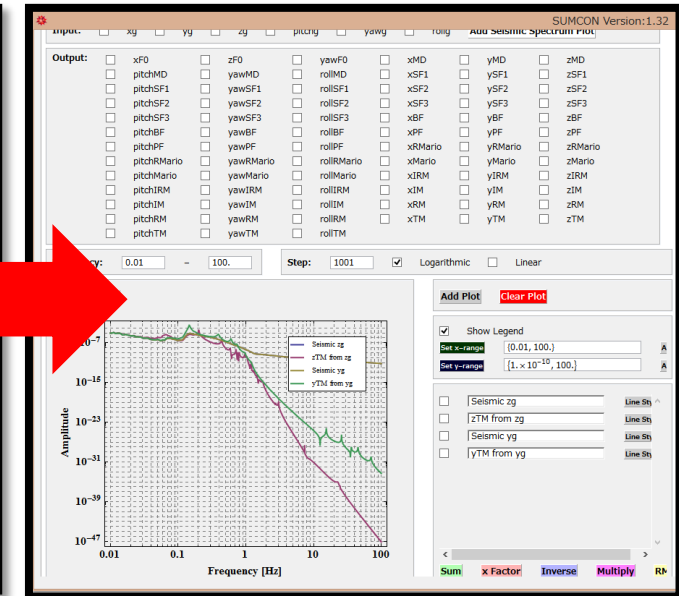 SUMCON Version:1.32
Input: xg yg zg pitchg yawg rollg Add Seismic Spectrum Plot
Output: xF0 zF0 yawF0 xMD yMD zMD
pitchMD yawMD rollMD xSF1 ySF1 zSF1
pitchSF1 yawSF1 rollSF1 xSF2 ySF2 zSF2
pitchSF2 yawSF2 rollSF2 xSF3 ySF3 zSF3
pitchSF3 yawSF3 rollSF3 xBF yBF zBF
pitchBF yawBF rollBF xPF yPF zPF
pitchPF yawPF rollPF xRMario yRMario zRMario
pitchRMario yawRMario rollRMario xMario yMario zMario
pitchMario yawMario rollMario xIRM yIRM zIRM
pitchIRM yawIRM rollIRM xIM yIM zIM
pitchIM yawIM rollIM xRM yRM zRM
pitchRM yawRM rollRM xTM yTM zTM
pitchTM yawTM rollTM
cy: 0.01 – 100. Step: 1001 Logarithmic Linear
Add Plot Clear Plot
Show Legend
Set x-range {0.01, 100.} A
Set y-range {1. × 10^-10, 100.} A
Seismic zg Line Sty
zTM from zg Line Sty
Seismic yg Line Sty
yTM from yg Line Sty
Sum x Factor Inverse Multiply RM
Seismic zg
zTM from zg
Seismic yg
yTM from yg
Amplitude
10^-7
10^-15
10^-23
10^-31
10^-39
10^-47
0.01 0.1 1 10 100
Frequency [Hz]